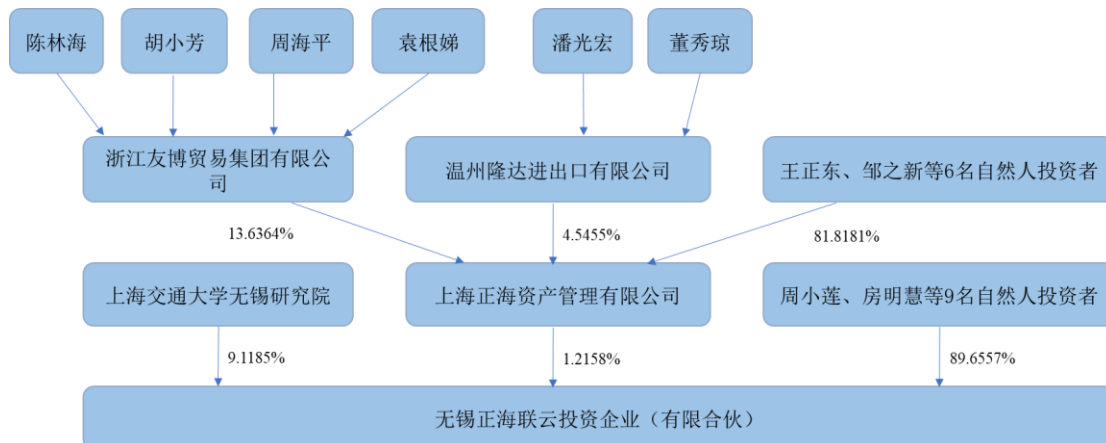 陈林海
胡小芳
周海平
袁根娣
潘光宏
董秀琼
浙江友博贸易集团有限公
司
温州隆达进出口有限公司
王正东、邹之新等6名自然人投资者
13.6364%
4.5455%
81.8181%
上海交通大学无锡研究院
上海正海资产管理有限公司
周小莲、房明慧等9名自然人投资者
9.1185%
1.2158%
89.6557%
无锡正海联云投资企业（有限合伙）